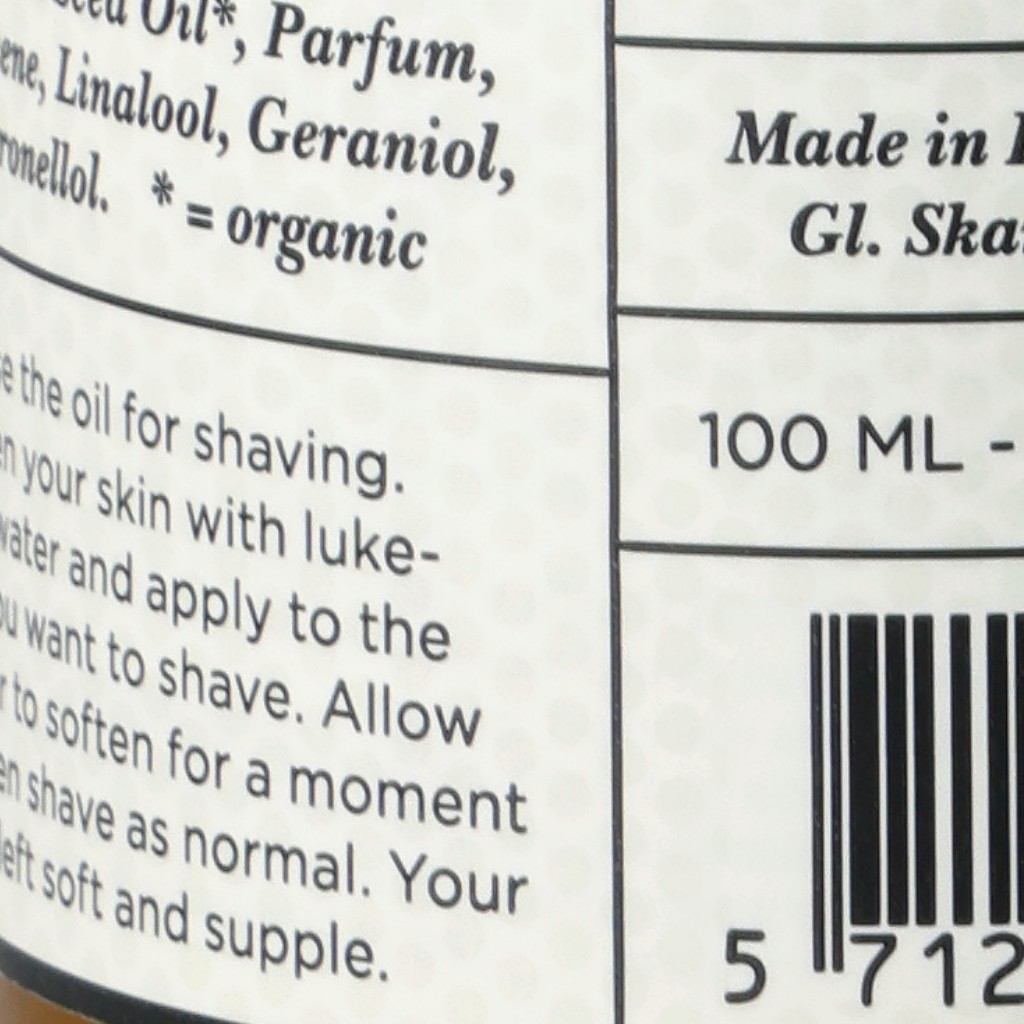 Oil*, Parfum,
Linalool, Geraniol,
* = organic
the oil for shaving.
your skin with luke-
and apply to the
want to shave. Allow
to soften for a moment
shave as normal. Your
soft and supple.
Made in
Gl.
100 ML -
5 712